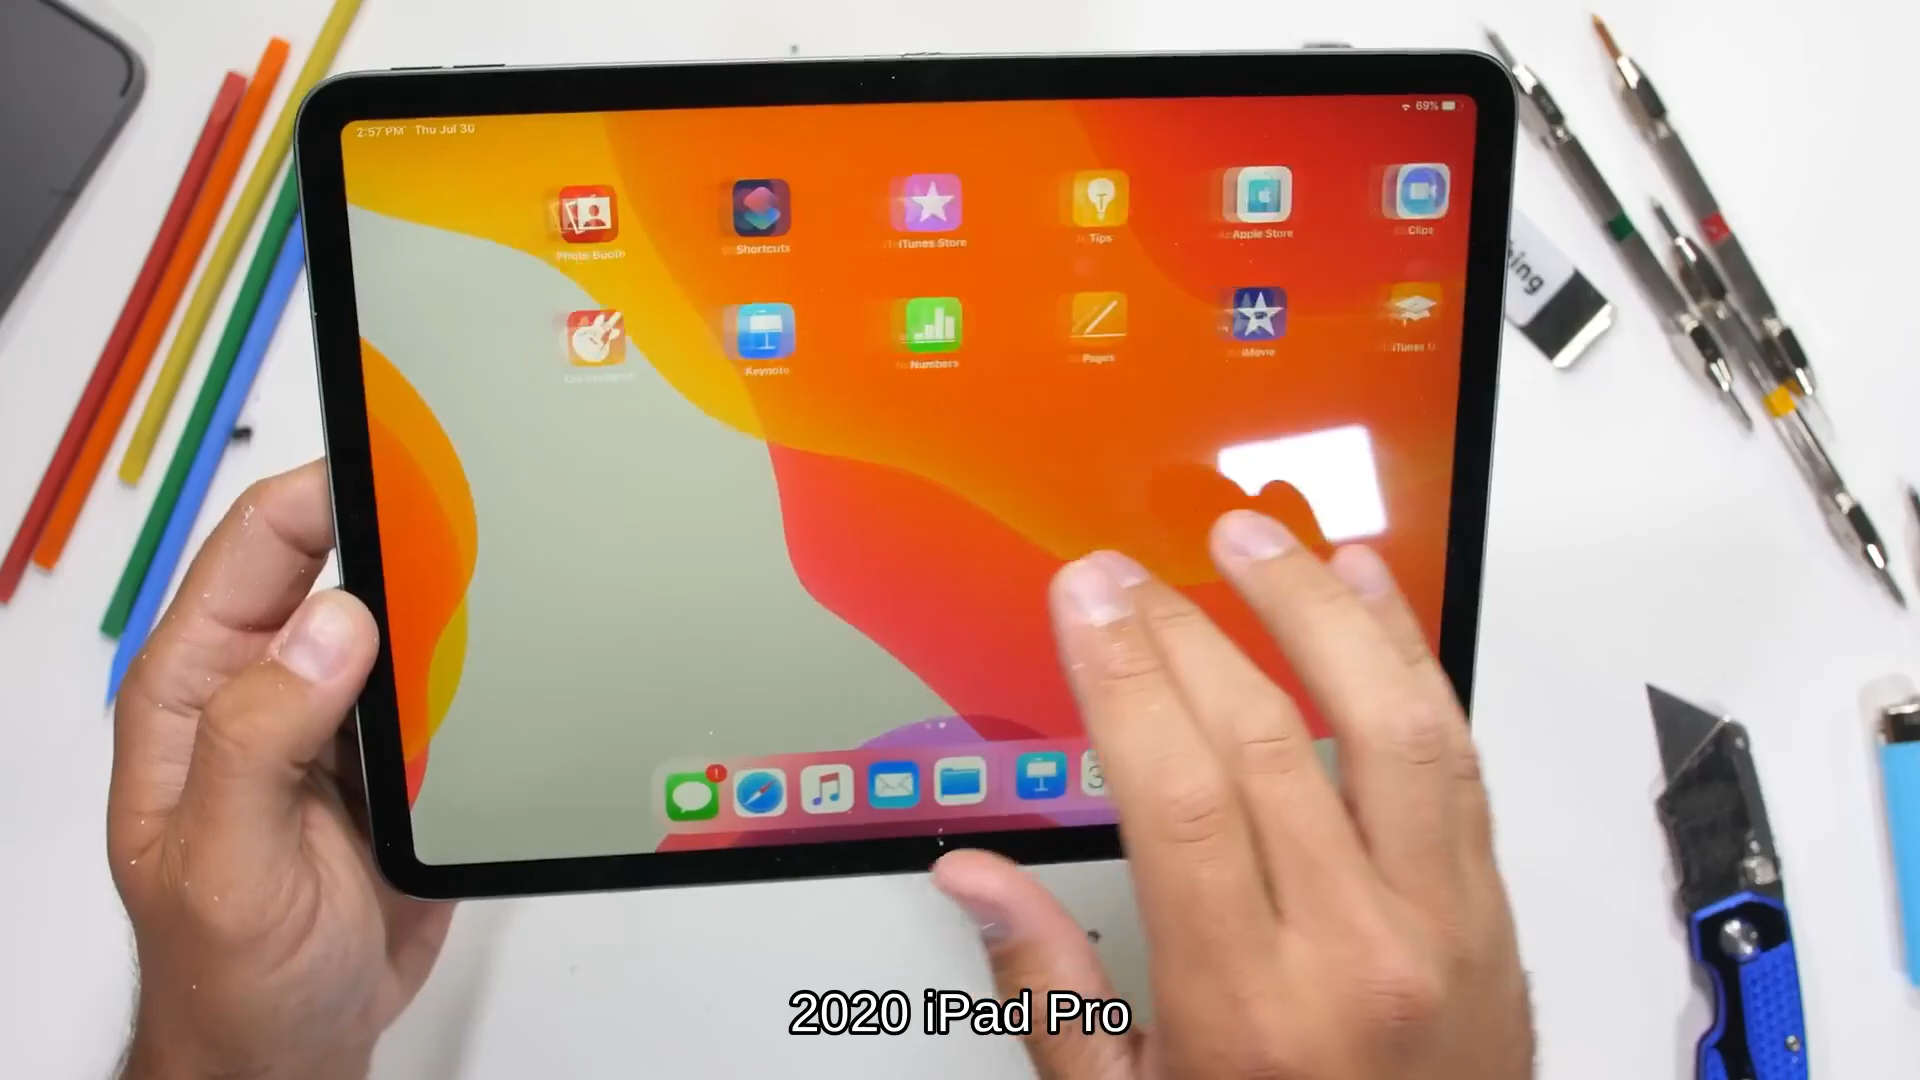 2:57 PM Thu Jul 30
69%
Photo Booth
Shortcuts
iTunes Store
Tips
Apple Store
Clips
Keynote
Numbers
Pages
iMovie
iTunes U
2020 iPad Pro